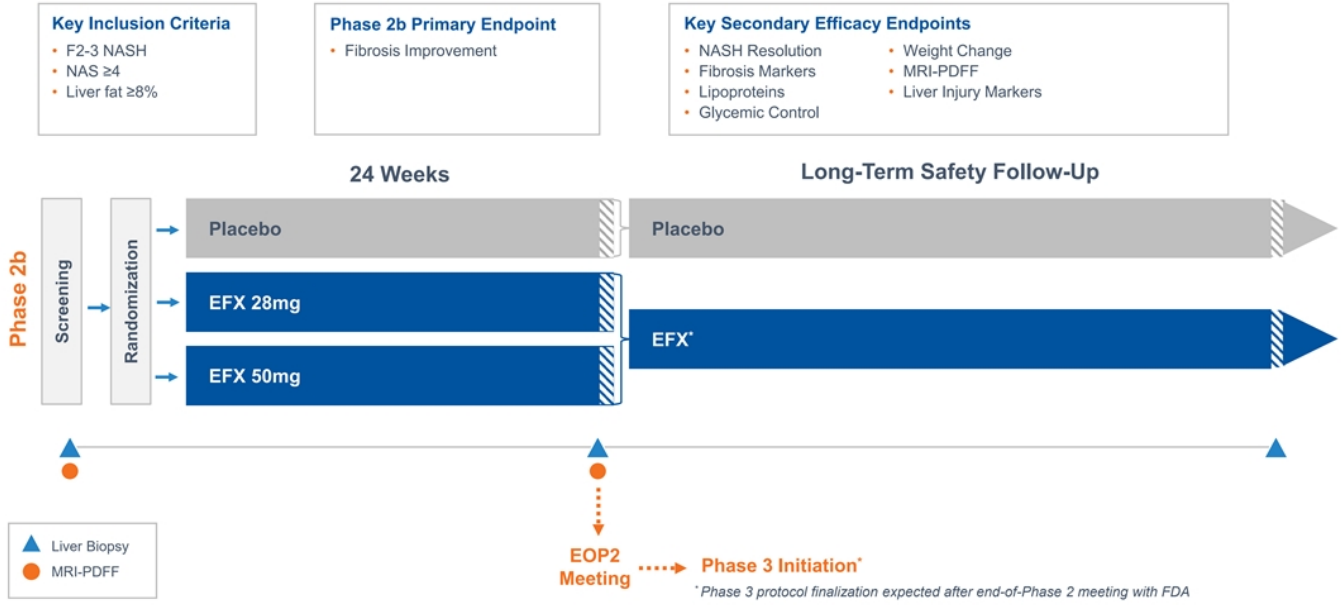 Key Inclusion Criteria
• F2-3 NASH
• NAS ≥4
• Liver fat ≥8%
Phase 2b Primary Endpoint
• Fibrosis Improvement
Key Secondary Efficacy Endpoints
• NASH Resolution
• Fibrosis Markers
• Lipoproteins
• Glycemic Control
• Weight Change
• MRI-PDFF
• Liver Injury Markers
24 Weeks
Long-Term Safety Follow-Up
Phase 2b
Screening
Randomization
Placebo
Placebo
EFX 28mg
EFX 50mg
EFX*
EOP2
Meeting
Phase 3 Initiation*
*Phase 3 protocol finalization expected after end-of-Phase 2 meeting with FDA
Liver Biopsy
MRI-PDFF